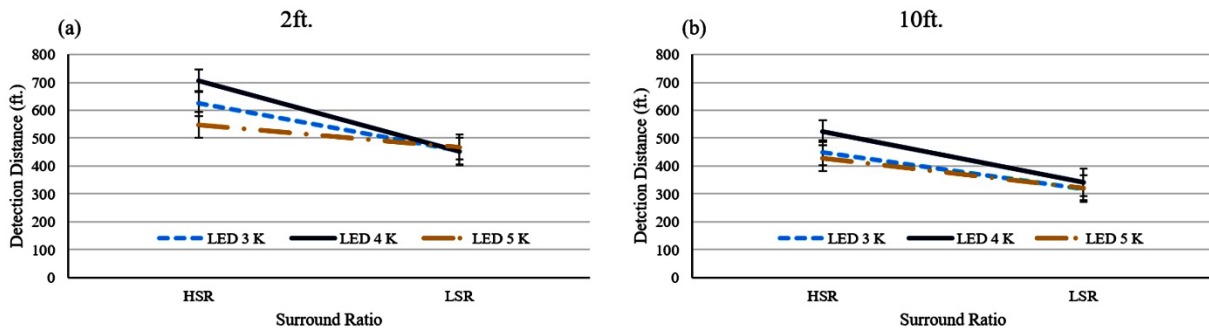 (a)
2ft.
800
700
600
500
400
300
200
100
0
Detection Distance (ft.)
LED 3 K LED 4 K LED 5 K
HSR LSR
Surround Ratio
(b)
10ft.
800
700
600
500
400
300
200
100
0
Detction Distance (ft.)
LED 3 K LED 4 K LED 5 K
HSR LSR
Surround Ratio